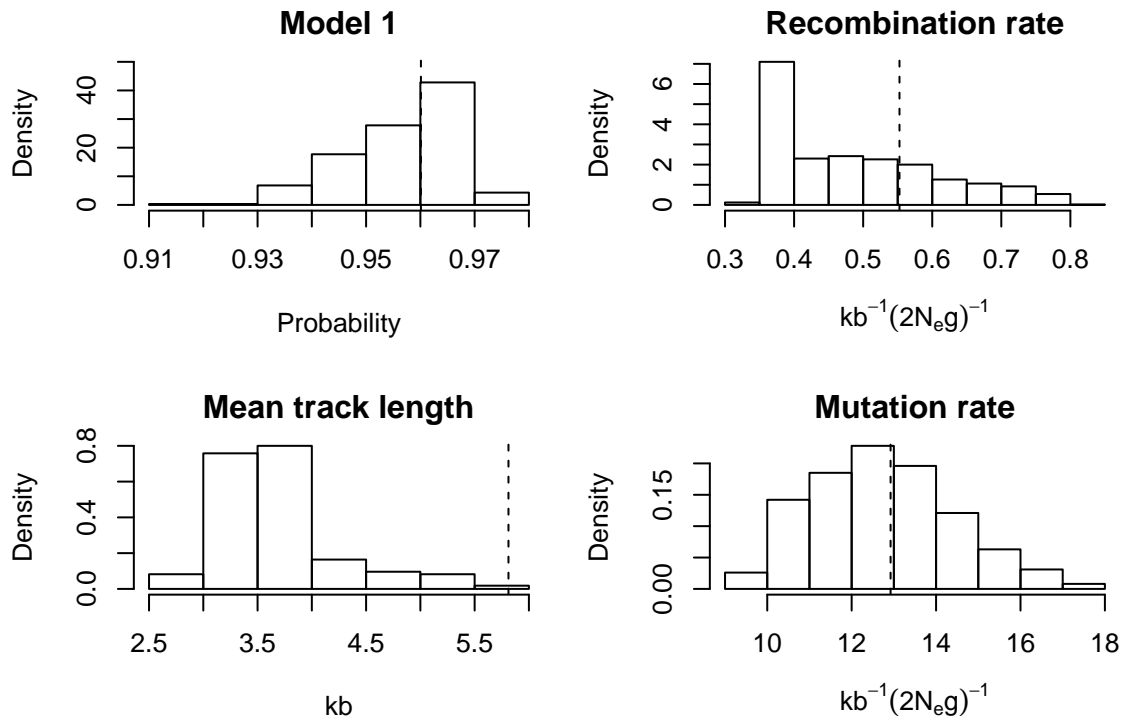 Model 1
Density
0 20 40
0.91 0.93 0.95 0.97
Probability
Recombination rate
Density
0 2 4 6
0.3 0.4 0.5 0.6 0.7 0.8
kb⁻¹(2Nₑg)⁻¹
Mean track length
Density
0.0 0.4 0.8
2.5 3.5 4.5 5.5
kb
Mutation rate
Density
0.00 0.15
10 12 14 16 18
kb⁻¹(2Nₑg)⁻¹